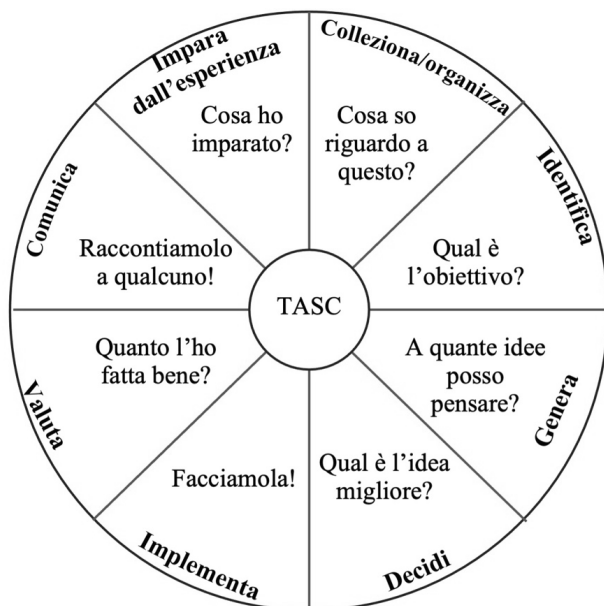 Impara
dall'esperienza
Cosa ho
imparato?
Colleziona/organizza
Cosa so
riguardo a
questo?
Identifica
Qual è
l'obiettivo?
Genera
A quante idee
posso
pensare?
Decidi
Qual è l'idea
migliore?
Implementa
Facciamola!
Valuta
Quanto l'ho
fatta bene?
Comunica
Raccontiamolo
a qualcuno!
TASC